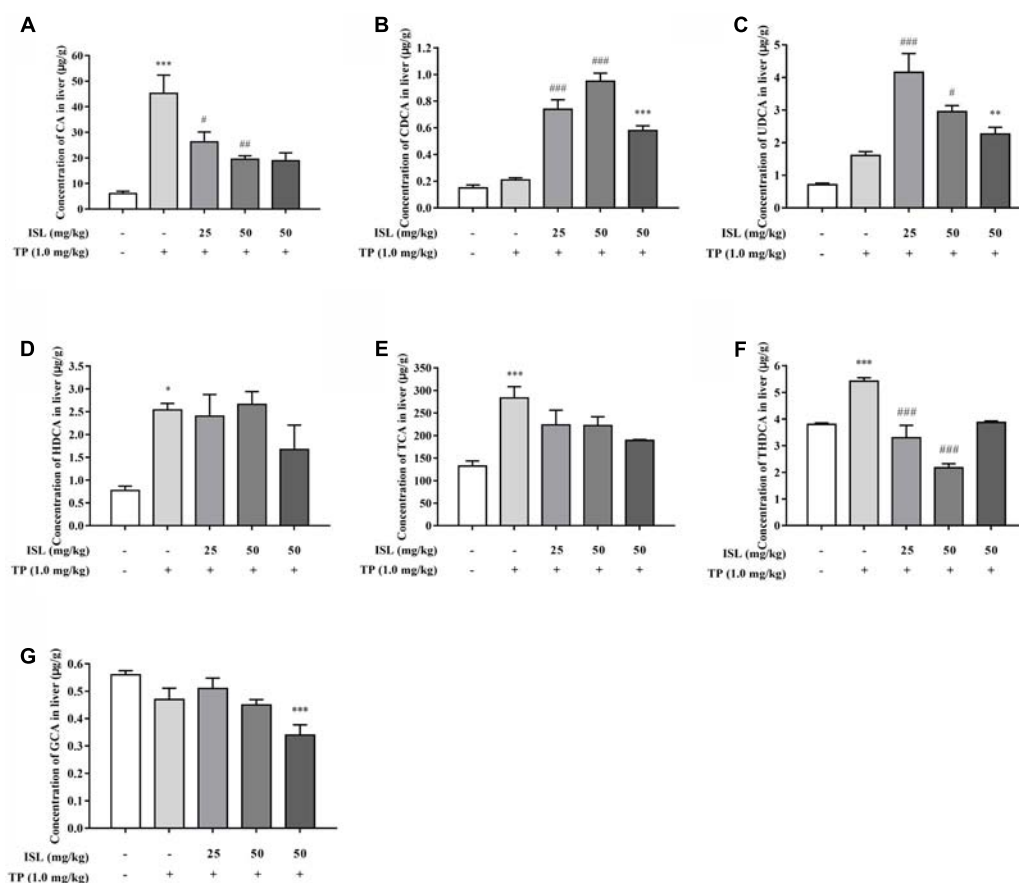 A
Concentration of CA in liver (µg/g)
60
50
40
30
20
10
0
***
#
##
ISL (mg/kg) - - 25 50 50
TP (1.0 mg/kg) - + + + +
B
Concentration of CDCA in liver (µg/g)
1.2
1.0
0.8
0.6
0.4
0.2
0.0
###
###
***
ISL (mg/kg) - - 25 50 50
TP (1.0 mg/kg) - + + + +
C
Concentration of UDCA in liver (µg/g)
5
4
3
2
1
0
###
#
**
ISL (mg/kg) - - 25 50 50
TP (1.0 mg/kg) - + + + +
D
Concentration of HDCA in liver (µg/g)
3.5
3.0
2.5
2.0
1.5
1.0
0.5
0.0
*
ISL (mg/kg) - - 25 50 50
TP (1.0 mg/kg) - + + + +
E
Concentration of TCA in liver (µg/g)
350
300
250
200
150
100
50
0
***
ISL (mg/kg) - - 25 50 50
TP (1.0 mg/kg) - + + + +
F
Concentration of THDCA in liver (µg/g)
6
5
4
3
2
1
0
***
###
###
ISL (mg/kg) - - 25 50 50
TP (1.0 mg/kg) - + + + +
G
Concentration of GCA in liver (µg/g)
0.6
0.5
0.4
0.3
0.2
0.1
0.0
***
ISL (mg/kg) - - 25 50 50
TP (1.0 mg/kg) - + + + +